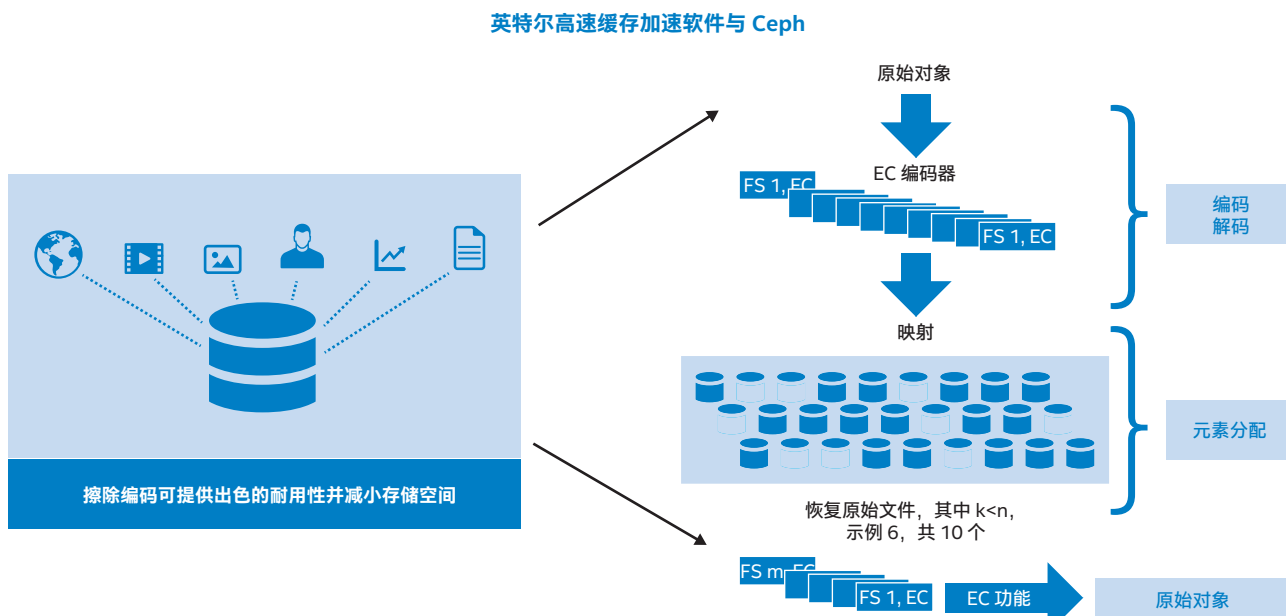 英特尔高速缓存加速软件与 Ceph
原始对象
EC 编码器
FS 1, EC
FS 1, EC
编码
解码
映射
元素分配
擦除编码可提供出色的耐用性并减小存储空间
恢复原始文件，其中 k<n，
示例 6，共 10 个
FS m, EC
FS 1, EC
EC 功能
原始对象